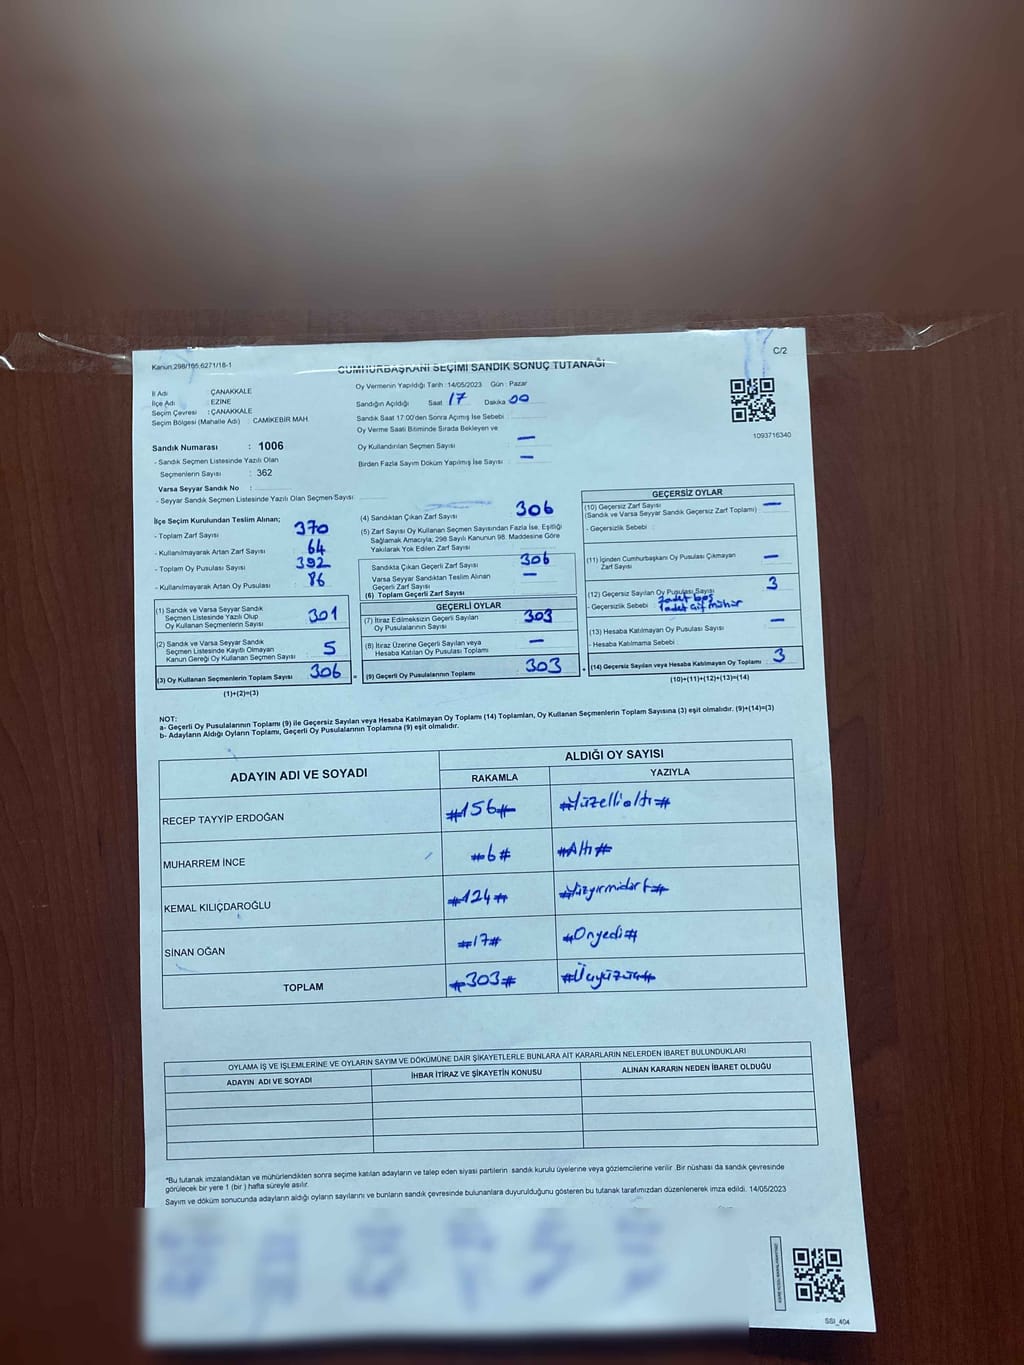 Kanun:298/105,6271/18-1
C/2
CUMHURBAŞKANI SEÇİMİ SANDIK SONUÇ TUTANAĞI
İl Adı : ÇANAKKALE
İlçe Adı : EZİNE
Seçim Çevresi : ÇANAKKALE
Seçim Bölgesi (Mahalle Adı) : CAMİKEBİR MAH.
Oy Vermenin Yapıldığı Tarih : 14/05/2023 Gün : Pazar
Sandığın Açıldığı Saat 17 Dakika 00
Sandık Saat 17:00'den Sonra Açımış İse Sebebi :
Oy Verme Saati Bitiminde Sırada Bekleyen ve
Oy Kullandırılan Seçmen Sayısı : —
Birden Fazla Sayım Döküm Yapılmış İse Sayısı : —
1093716340
Sandık Numarası : 1006
- Sandık Seçmen Listesinde Yazılı Olan
Seçmenlerin Sayısı : 362
Varsa Seyyar Sandık No :
- Seyyar Sandık Seçmen Listesinde Yazılı Olan Seçmen Sayısı
İlçe Seçim Kurulundan Teslim Alınan;
- Toplam Zarf Sayısı : 370
- Kullanılmayarak Artan Zarf Sayısı : 64
- Toplam Oy Pusulası Sayısı : 392
- Kullanılmayarak Artan Oy Pusulası : 86
(1) Sandık ve Varsa Seyyar Sandık
Seçmen Listesinde Yazılı Olup
Oy Kullanan Seçmenlerin Sayısı : 301
(2) Sandık ve Varsa Seyyar Sandık
Seçmen Listesinde Kayıtlı Olmayan
Kanun Gereği Oy Kullanan Seçmen Sayısı : 5
(3) Oy Kullanan Seçmenlerin Toplam Sayısı : 306
(1)+(2)=(3)
(4) Sandıktan Çıkan Zarf Sayısı : 306
(5) Zarf Sayısı Oy Kullanan Seçmen Sayısından Fazla İse, Eşitliği
Sağlamak Amacıyla; 298 Sayılı Kanunun 98. Maddesine Göre
Yakılarak Yok Edilen Zarf Sayısı
Sandıkta Çıkan Geçerli Zarf Sayısı : 306
Varsa Seyyar Sandıktan Teslim Alınan
Geçerli Zarf Sayısı : —
(6) Toplam Geçerli Zarf Sayısı :
GEÇERLİ OYLAR
(7) İtiraz Edilmeksizin Geçerli Sayılan
Oy Pusulalarının Sayısı : 303
(8) İtiraz Üzerine Geçerli Sayılan veya
Hesaba Katılan Oy Pusulası Toplamı : —
(9) Geçerli Oy Pusulalarının Toplamı : 303
GEÇERSİZ OYLAR
(10) Geçersiz Zarf Sayısı : —
(Sandık ve Varsa Seyyar Sandık Geçersiz Zarf Toplamı)
- Geçersizlik Sebebi :
(11) İçinden Cumhurbaşkanı Oy Pusulası Çıkmayan
Zarf Sayısı : —
(12) Geçersiz Sayılan Oy Pusulası Sayısı : 3
- Geçersizlik Sebebi : adet boş
1 adet çift mühür
(13) Hesaba Katılmayan Oy Pusulası Sayısı : —
- Hesaba Katılmama Sebebi :
(14) Geçersiz Sayılan veya Hesaba Katılmayan Oy Toplamı : 3
(10)+(11)+(12)+(13)=(14)
NOT:
a- Geçerli Oy Pusulalarının Toplamı (9) ile Geçersiz Sayılan veya Hesaba Katılmayan Oy Toplamı (14) Toplamları, Oy Kullanan Seçmenlerin Toplam Sayısına (3) eşit olmalıdır. (9)+(14)=(3)
b- Adayların Aldığı Oyların Toplamı, Geçerli Oy Pusulalarının Toplamına (9) eşit olmalıdır.
ADAYIN ADI VE SOYADI ALDIĞI OY SAYISI
RAKAMLA YAZIYLA
RECEP TAYYİP ERDOĞAN #156# #Yüzellialtı#
MUHARREM İNCE #6# #Altı#
KEMAL KILIÇDAROĞLU #124# #Yüzyirmidört#
SİNAN OĞAN #17# #Onyedi#
TOPLAM #303# #Üçyüzüç#
OYLAMA İŞ VE İŞLEMLERİNE VE OYLARIN SAYIM VE DÖKÜMÜNE DAİR ŞİKAYETLERLE BUNLARA AİT KARARLARIN NELERDEN İBARET BULUNDUKLARI
ADAYIN ADI VE SOYADI İHBAR İTİRAZ VE ŞİKAYETİN KONUSU ALINAN KARARIN NEDEN İBARET OLDUĞU
*Bu tutanak imzalandıktan ve mühürlendikten sonra seçime katılan adayların ve talep eden siyasi partilerin sandık kurulu üyelerine veya gözlemcilerine verilir. Bir nüshası da sandık çevresinde
görülecek bir yere 1 (bir) hafta süreyle asılır.
Sayım ve döküm sonucunda adayların aldığı oyların sayılarını ve bunların sandık çevresinde bulunanlara duyurulduğunu gösteren bu tutanak tarafımızdan düzenlenerek imza edildi. 14/05/2023
SSI_404